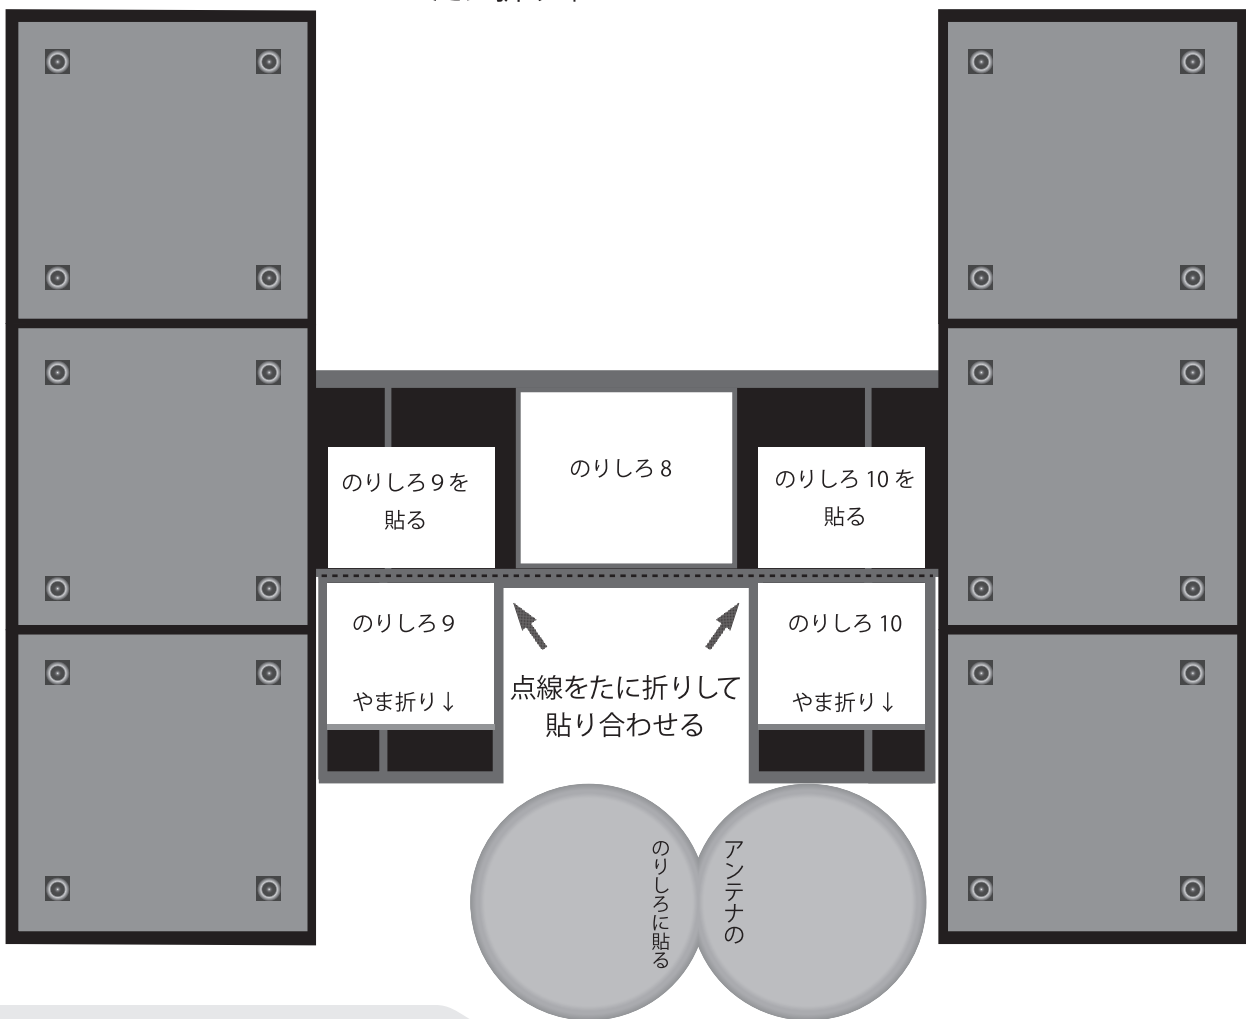 のりしろ 8
のりしろ 9 を
貼る
のりしろ 10 を
貼る
のりしろ 9
やま折り↓
のりしろ 10
やま折り↓
点線をたに折りして
貼り合わせる
アンテナの
のりしろに貼る